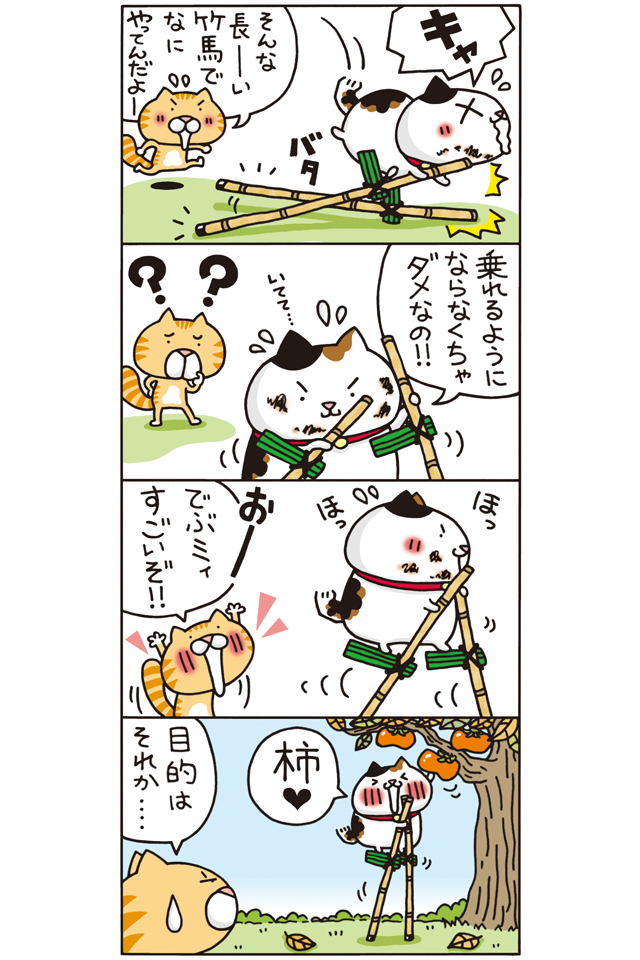 キャ
そんな
長ーい
竹馬で
なに
やってんだよー
バタ
乗れるように
ならなくちゃ
ダメなの!!
いてて…
? ?
ほっ
ほっ
おーー
でぶミィ
すごいぞ!!
柿♥
目的は
それか……